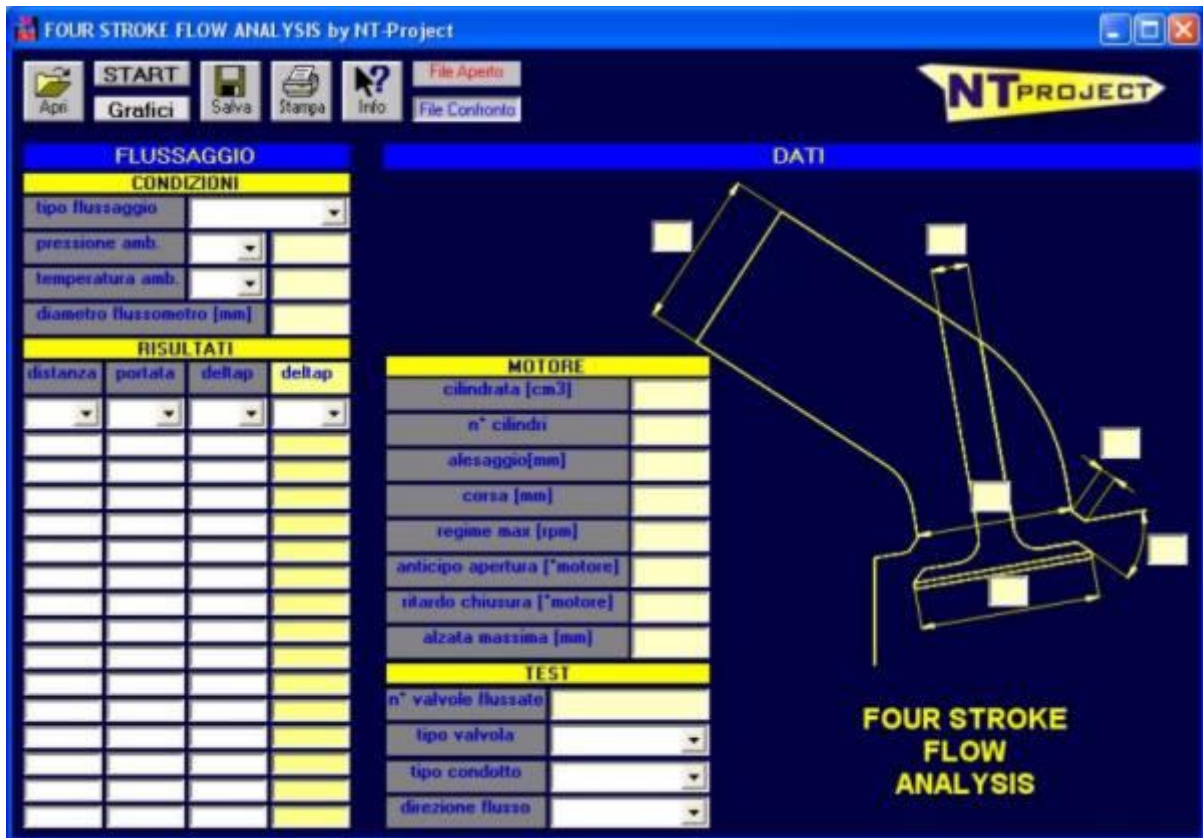 FOUR STROKE FLOW ANALYSIS by NT-Project
Apri
START
Grafici
Salva
Stampa
Info
File Aperto
File Confronto
NT PROJECT
FLUSSAGGIO
CONDIZIONI
tipo flussaggio
pressione amb.
temperatura amb.
diametro flussometro [mm]
RISULTATI
distanza portata deltap deltap
DATI
MOTORE
cilindrata [cm3]
n° cilindri
alesaggio[mm]
corsa [mm]
regime max [rpm]
anticipo apertura [°motore]
ritardo chiusura [°motore]
alzata massima [mm]
TEST
n° valvole flussate
tipo valvola
tipo condotto
direzione flusso
FOUR STROKE
FLOW
ANALYSIS